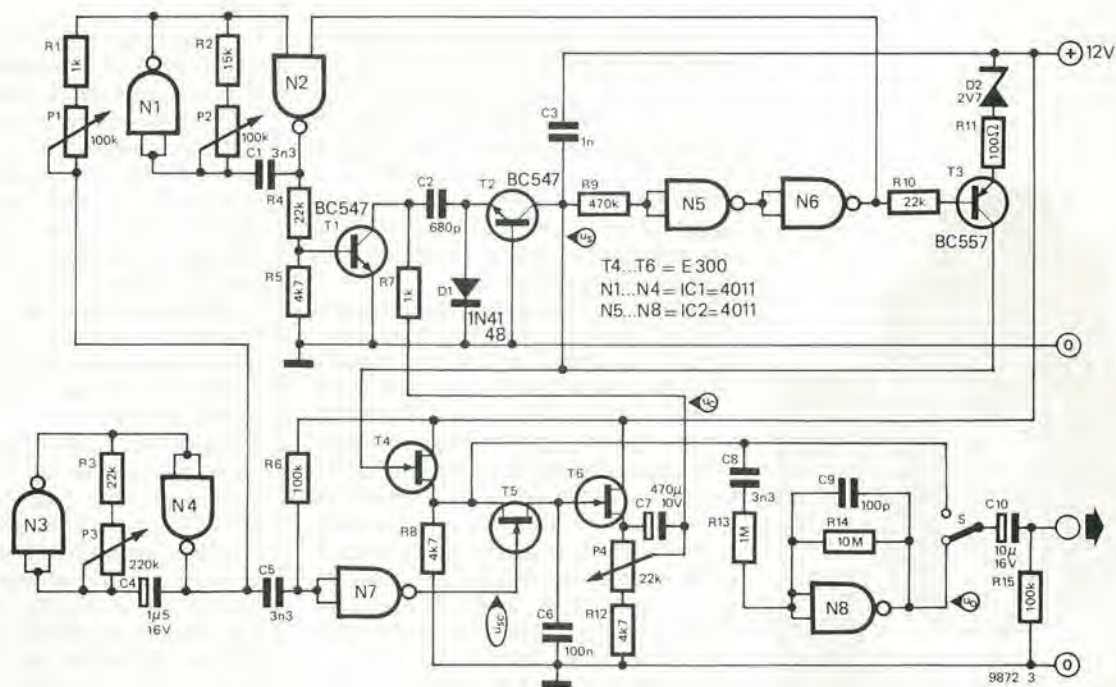 R1
1k
P1
100k
N1
R2
15k
P2
100k
C1
3n3
N2
R4
22k
R5
4k7
BC547
T1
C2
680p
R7
1k
D1
1N41
48
T2
BC547
C3
1n
R9
470k
us
N5
N6
R10
22k
T3
BC557
D2
2V7
R11
100Ω
+
12V
T4...T6 = E300
N1...N4 = IC1 = 4011
N5...N8 = IC2 = 4011
0
uc
N3
R3
22k
P3
220k
N4
C4
1µ5
16V
C5
3n3
R6
100k
N7
T4
R8
4k7
T5
usc
C6
100n
T6
C7
470µ
10V
P4
22k
R12
4k7
C8
3n3
R13
1M
C9
100p
R14
10M
N8
S
C10
10µ
16V
R15
100k
0
9872 3